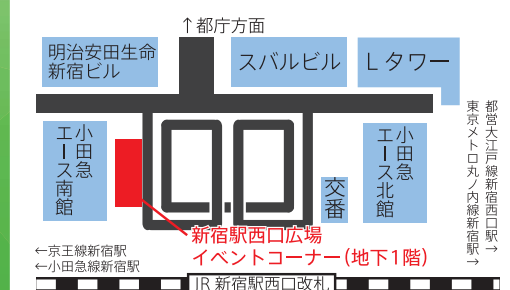 ↑都庁方面
明治安田生命
新宿ビル
スバルビル
Lタワー
小田急
エース南館
交番
小田急
エース北館
都営大江戸線新宿西口駅→
東京メトロ丸ノ内線新宿駅→
新宿駅西口広場
イベントコーナー(地下1階)
←京王線新宿駅
←小田急線新宿駅
JR新宿駅西口改札